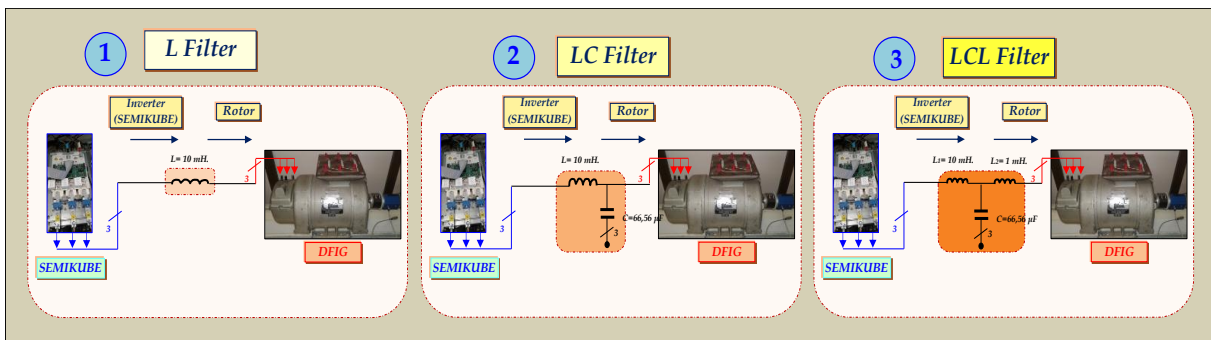 1
L Filter
Inverter
(SEMIKUBE)
Rotor
L= 10 mH.
3
3
SEMIKUBE
DFIG
2
LC Filter
Inverter
(SEMIKUBE)
Rotor
L= 10 mH.
3
C=66,56 μF
3
3
SEMIKUBE
DFIG
3
LCL Filter
Inverter
(SEMIKUBE)
Rotor
L1= 10 mH.
L2= 1 mH.
3
C=66,56 μF
3
3
SEMIKUBE
DFIG